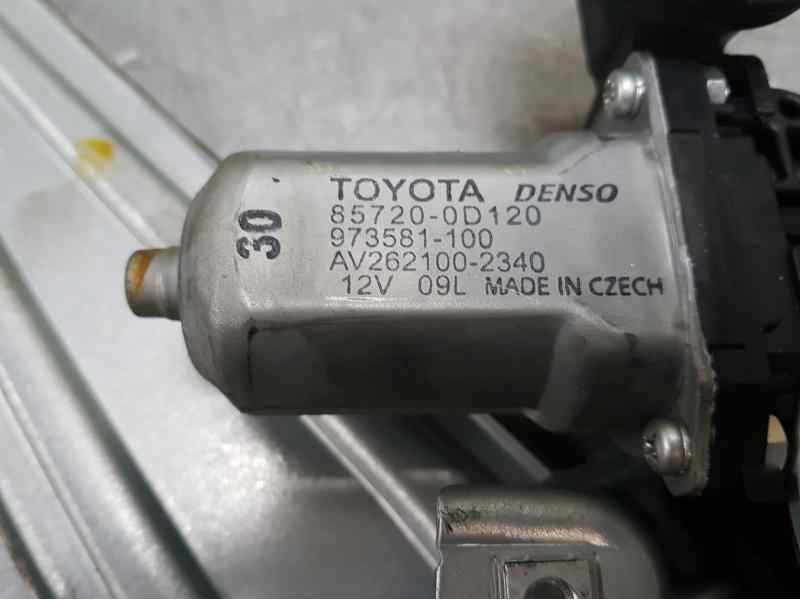 TOYOTA DENSO
85720-0D120
973581-100
AV262100-2340
12V 09L MADE IN CZECH
30